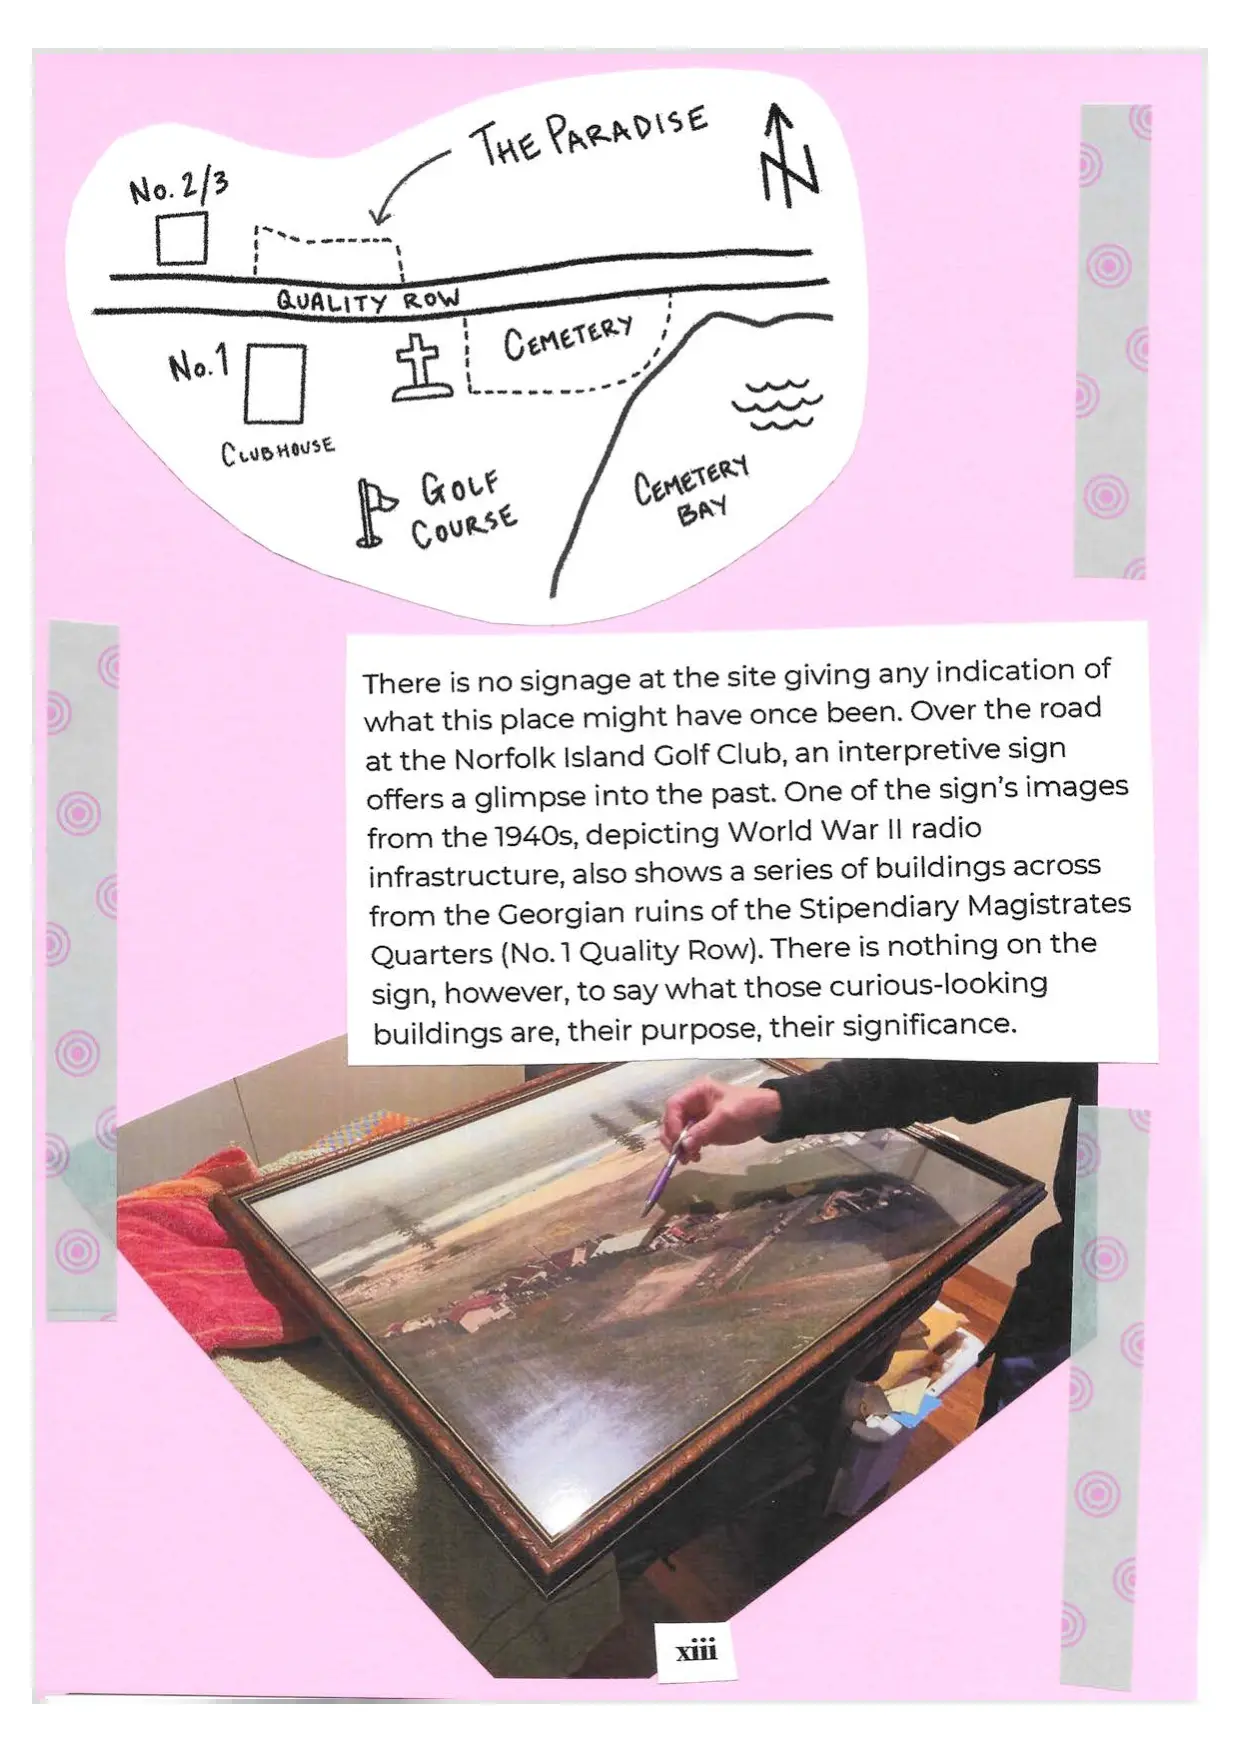 THE PARADISE
N
No. 2/3
QUALITY ROW
CEMETERY
No. 1
CLUBHOUSE
GOLF
COURSE
CEMETERY
BAY
There is no signage at the site giving any indication of
what this place might have once been. Over the road
at the Norfolk Island Golf Club, an interpretive sign
offers a glimpse into the past. One of the sign's images
from the 1940s, depicting World War II radio
infrastructure, also shows a series of buildings across
from the Georgian ruins of the Stipendiary Magistrates
Quarters (No. 1 Quality Row). There is nothing on the
sign, however, to say what those curious-looking
buildings are, their purpose, their significance.
xiii